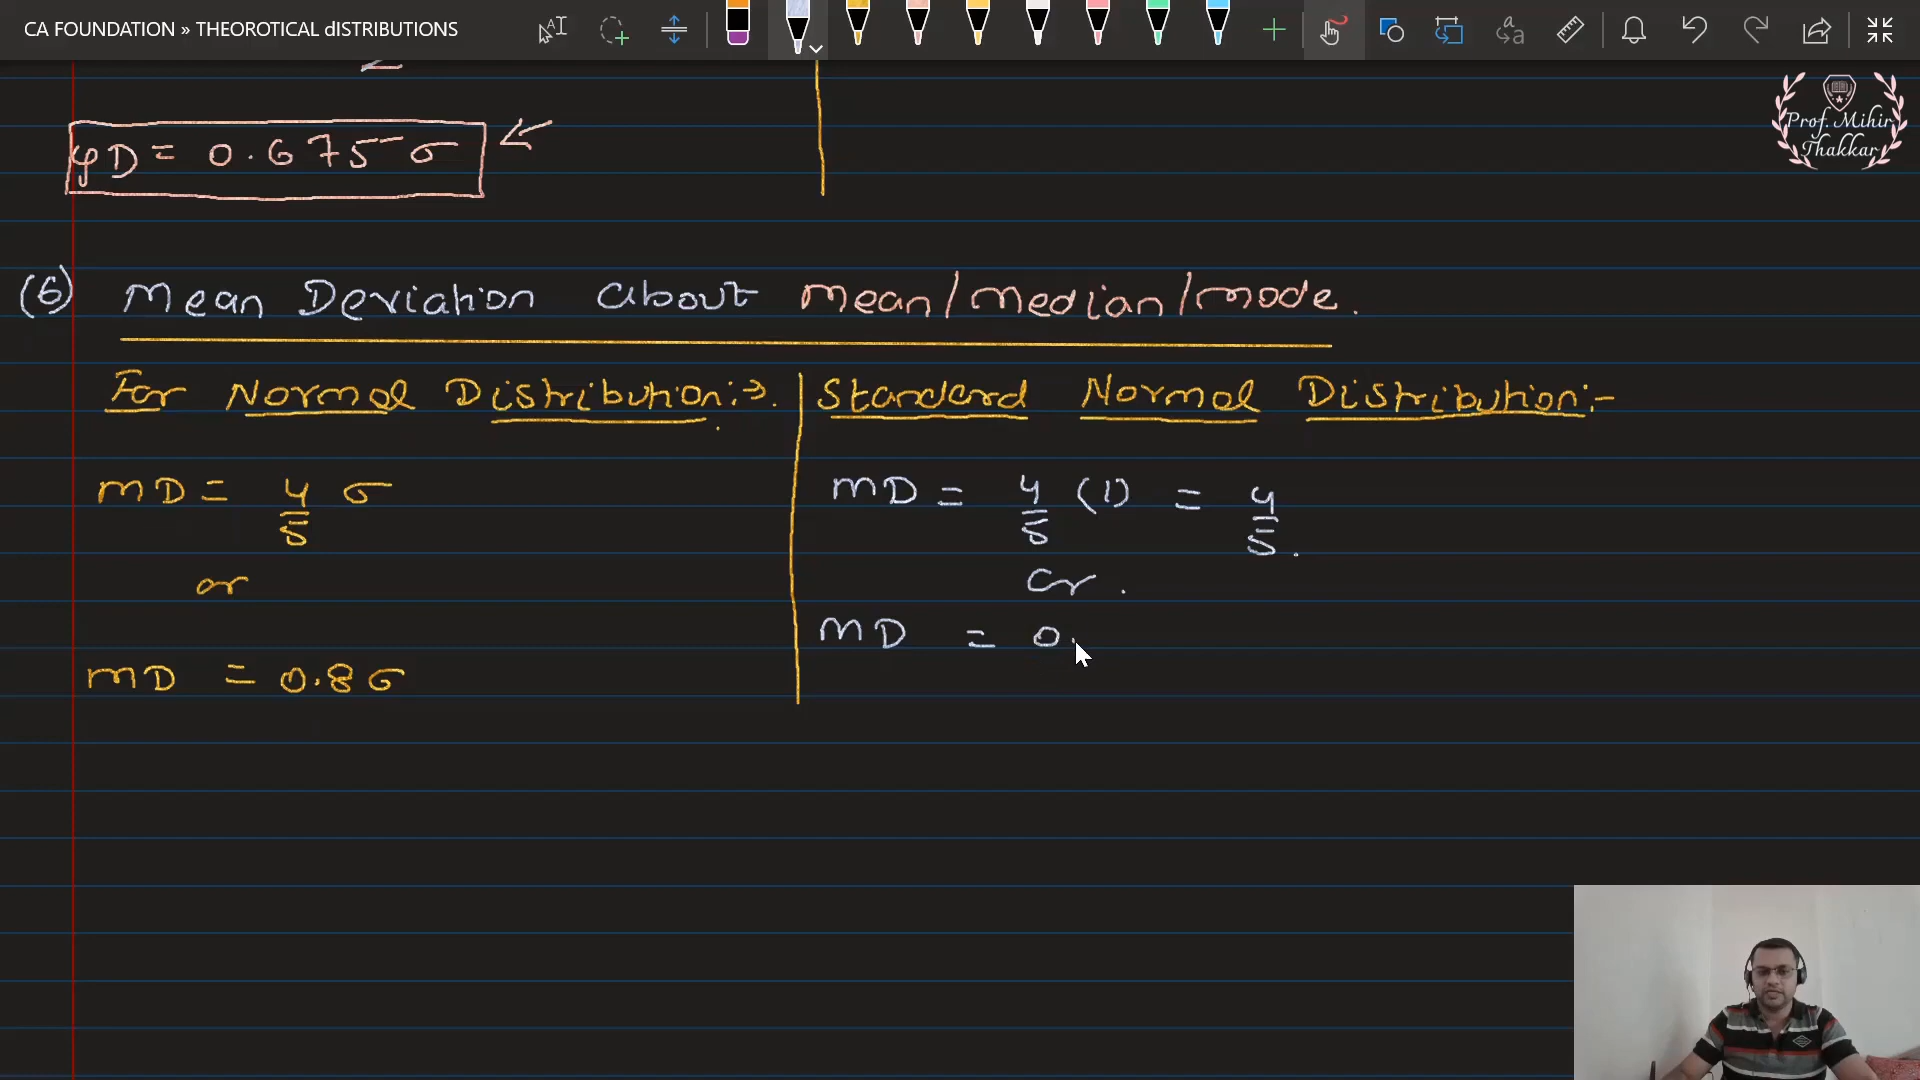 CA FOUNDATION » THEOROTICAL dISTRIBUTIONS
Prof. Mihir
Thakkar
QD = 0.675 σ
(6) Mean Deviation about mean/median/mode.
For Normal Distribution:→.
MD = 4/5 σ
or
MD = 0.8 σ
Standard Normal Distribution:-
MD = 4/5 (1) = 4/5.
or.
MD = 0.